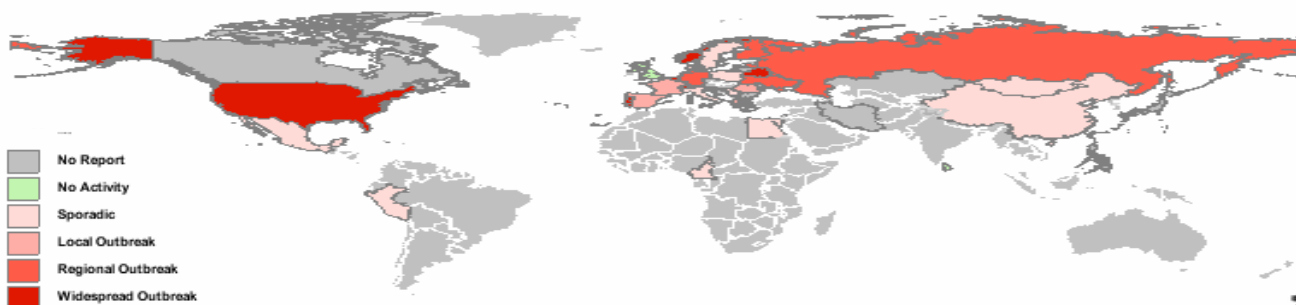 No Report
No Activity
Sporadic
Local Outbreak
Regional Outbreak
Widespread Outbreak